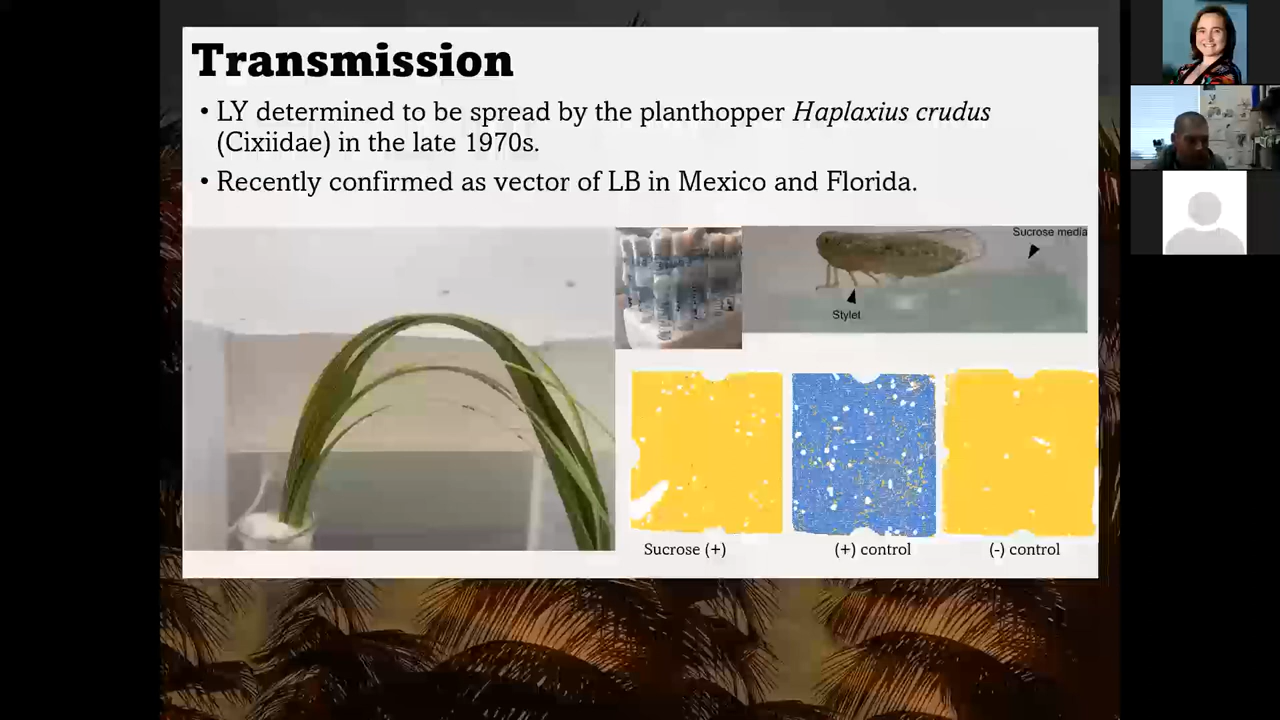 Transmission
• LY determined to be spread by the planthopper Haplaxius crudus
(Cixiidae) in the late 1970s.
• Recently confirmed as vector of LB in Mexico and Florida.
Sucrose media
Stylet
Sucrose (+)
(+) control
(-) control